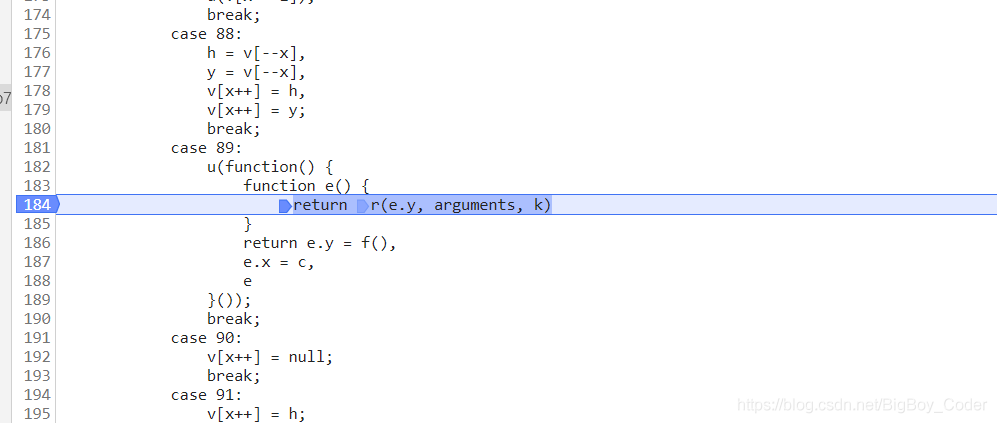 174 break;
175 case 88:
176 h = v[--x],
177 y = v[--x],
178 v[x++] = h,
179 v[x++] = y;
180 break;
181 case 89:
182 u(function() {
183 function e() {
184 return r(e.y, arguments, k)
185 }
186 return e.y = f(),
187 e.x = c,
188 e
189 }());
190 break;
191 case 90:
192 v[x++] = null;
193 break;
194 case 91:
195 v[x++] = h;
https://blog.csdn.net/BigBoy_Coder